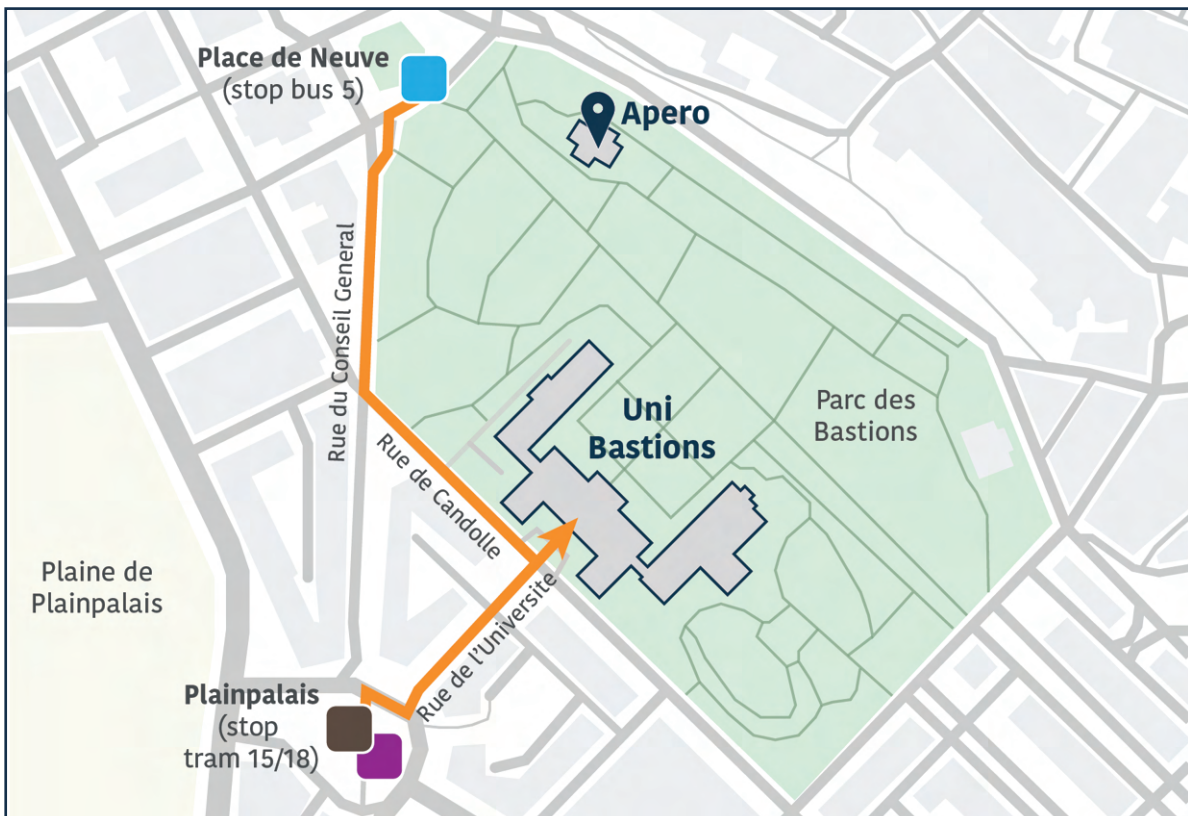 Place de Neuve
(stop bus 5)
Apero
Rue du Conseil General
Uni
Bastions
Parc des
Bastions
Rue de Candolle
Plaine de
Plainpalais
Rue de l'Universite
Plainpalais
(stop
tram 15/18)